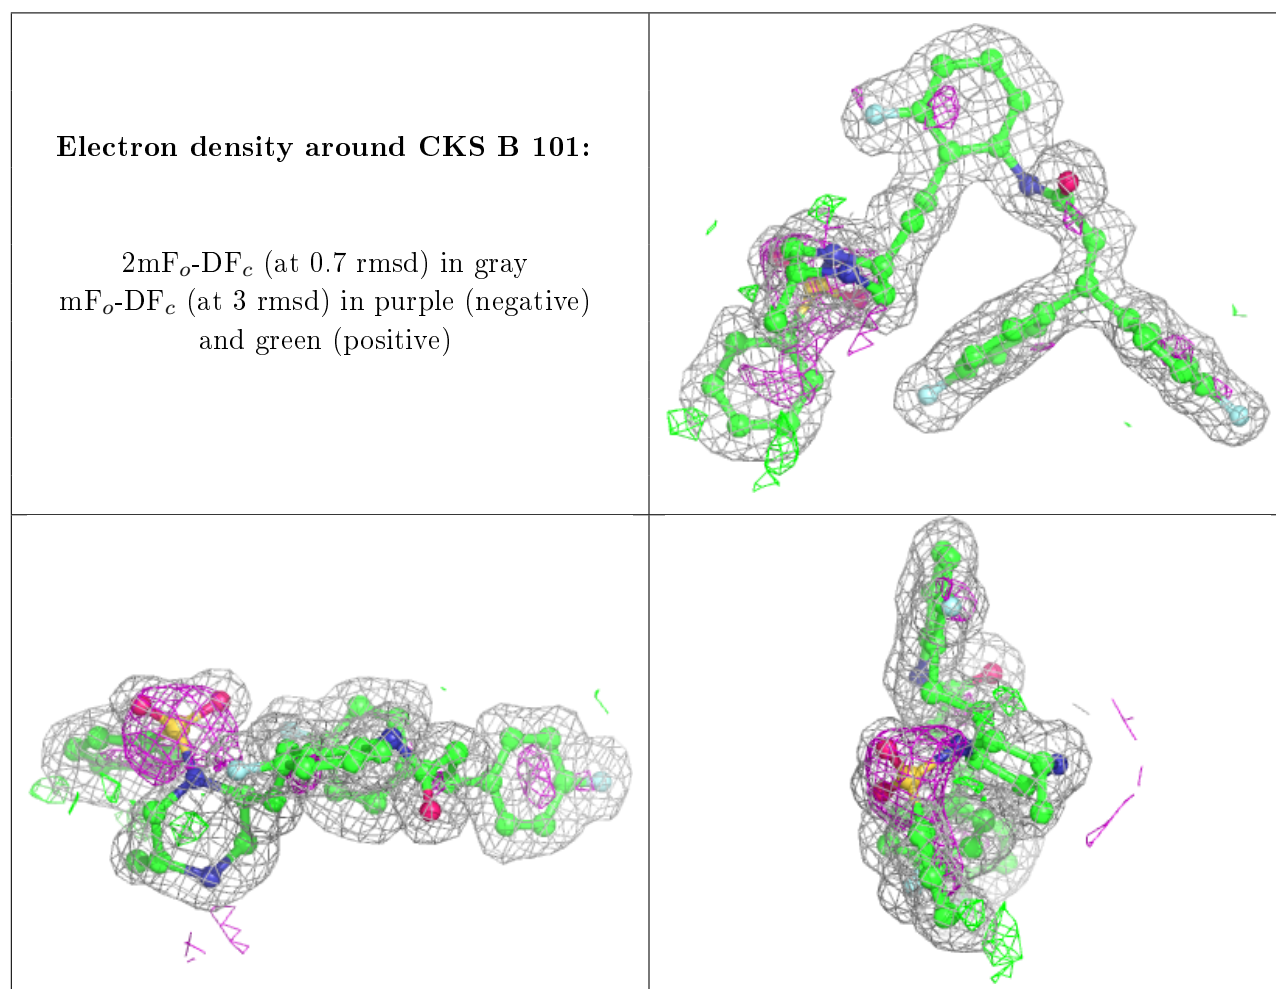 Electron density around CKS B 101:
2mFo-DFc (at 0.7 rmsd) in gray
mFo-DFc (at 3 rmsd) in purple (negative)
and green (positive)